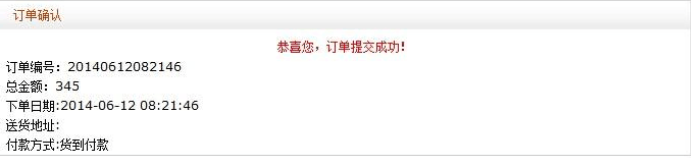 订单确认
恭喜您，订单提交成功！
订单编号：20140612082146
总金额：345
下单日期:2014-06-12 08:21:46
送货地址:
付款方式:货到付款